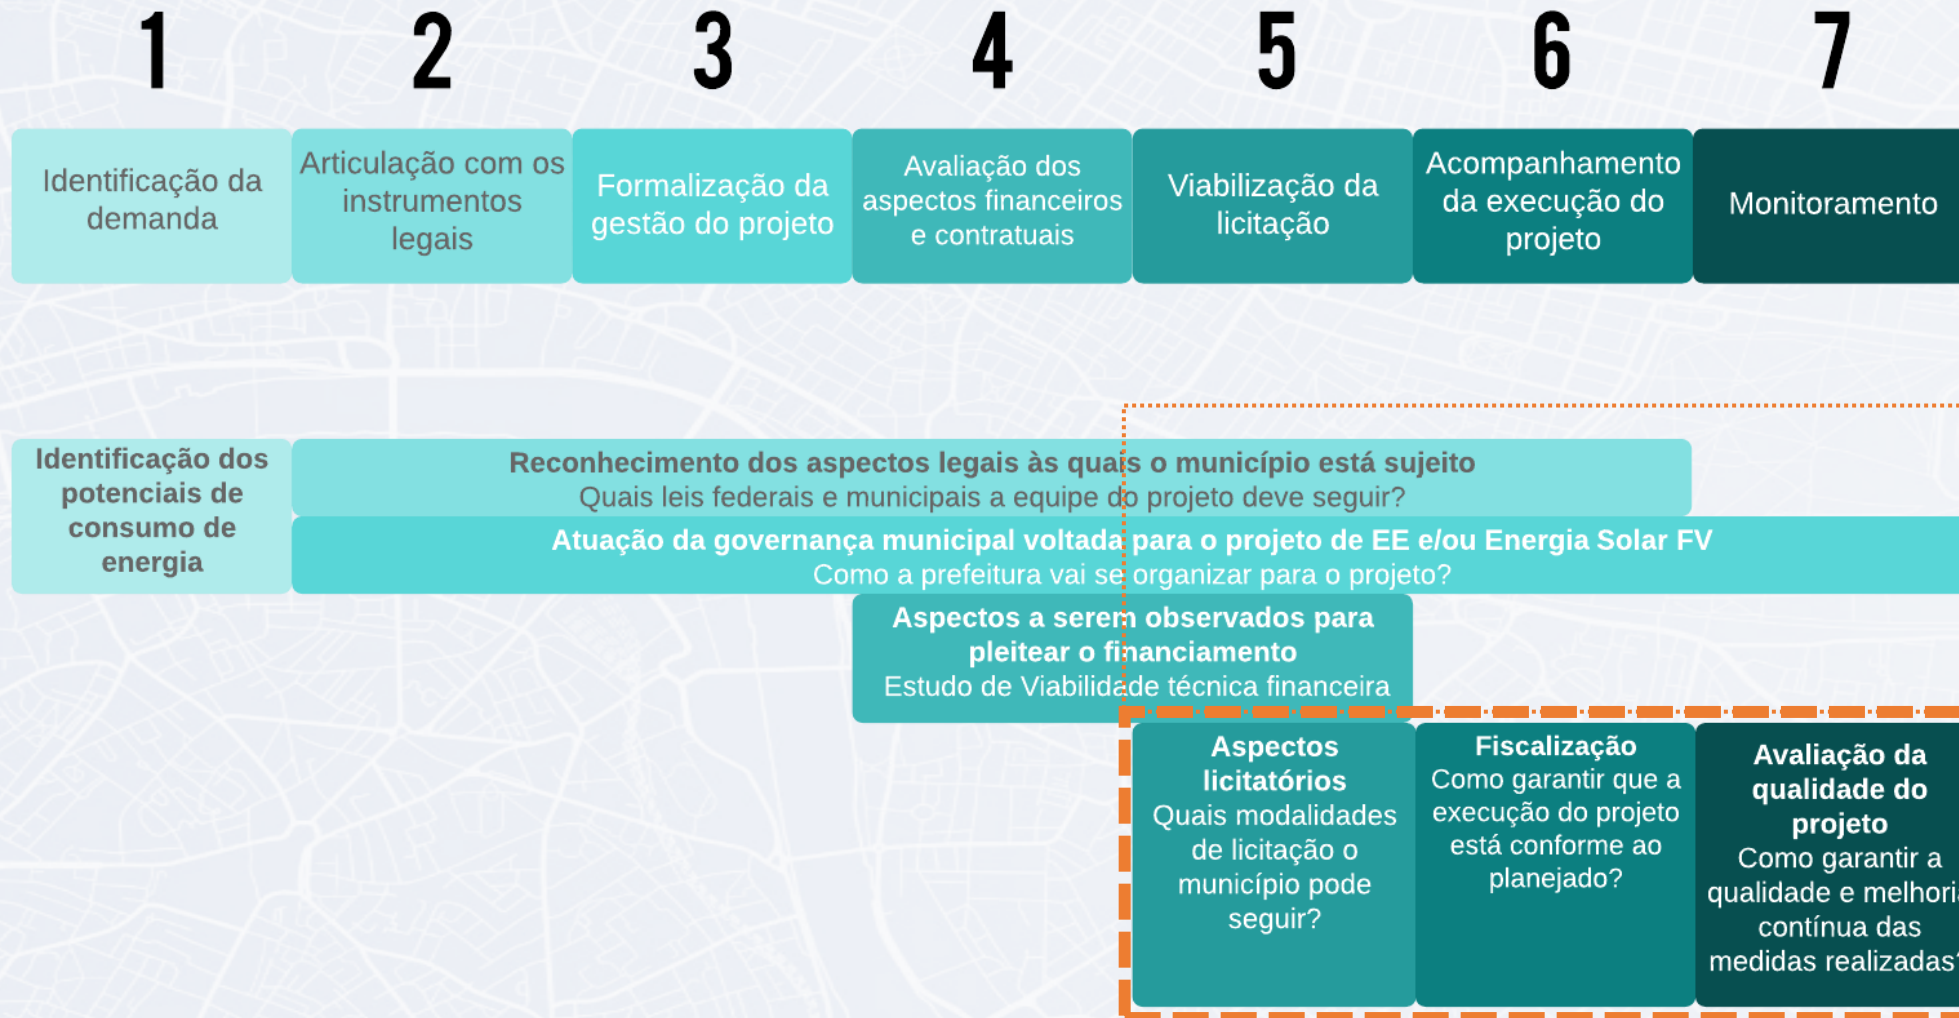 1
2
3
4
5
6
7
Identificação da
demanda
Articulação com os
instrumentos
legais
Formalização da
gestão do projeto
Avaliação dos
aspectos financeiros
e contratuais
Viabilização da
licitação
Acompanhamento
da execução do
projeto
Monitoramento
Identificação dos
potenciais de
consumo de
energia
Reconhecimento dos aspectos legais às quais o município está sujeito
Quais leis federais e municipais a equipe do projeto deve seguir?
Atuação da governança municipal voltada para o projeto de EE e/ou Energia Solar FV
Como a prefeitura vai se organizar para o projeto?
Aspectos a serem observados para
pleitear o financiamento
Estudo de Viabilidade técnica financeira
Aspectos
licitatórios
Quais modalidades
de licitação o
município pode
seguir?
Fiscalização
Como garantir que a
execução do projeto
está conforme ao
planejado?
Avaliação da
qualidade do
projeto
Como garantir a
qualidade e melhoria
contínua das
medidas realizadas?